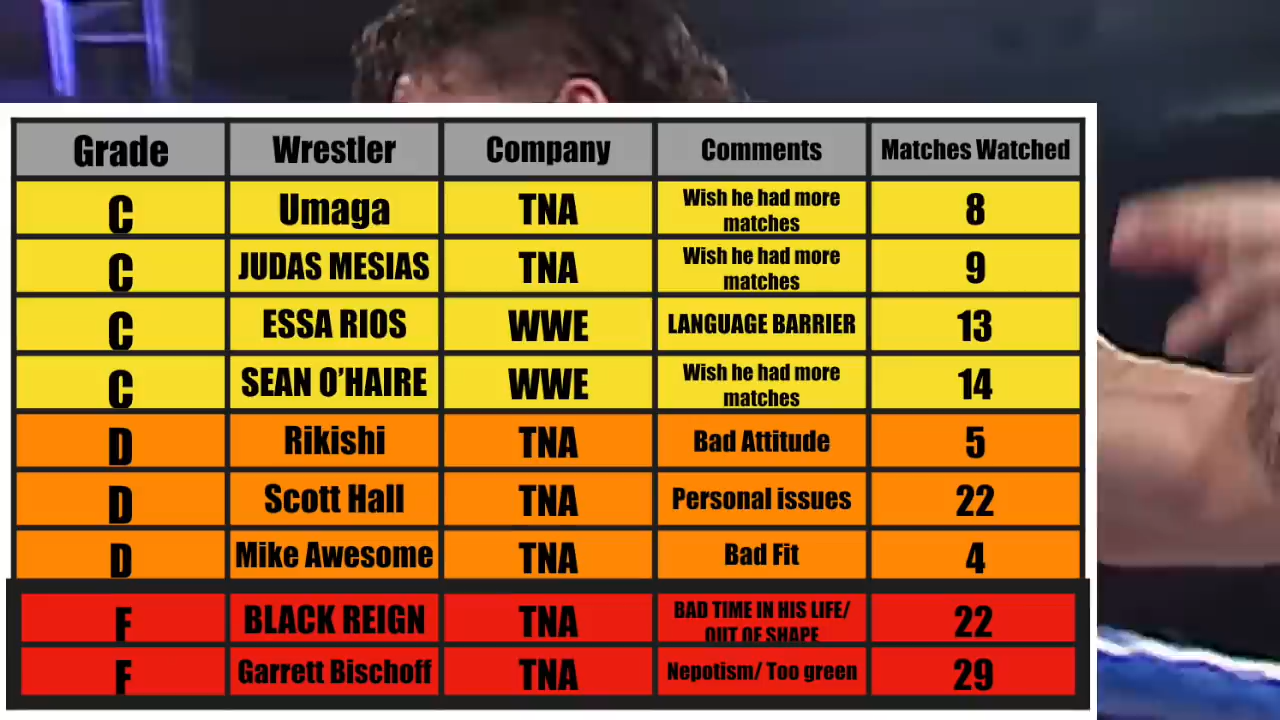 Grade Wrestler Company Comments Matches Watched
C Umaga TNA Wish he had more matches 8
C JUDAS MESIAS TNA Wish he had more matches 9
C ESSA RIOS WWE LANGUAGE BARRIER 13
C SEAN O’HAIRE WWE Wish he had more matches 14
D Rikishi TNA Bad Attitude 5
D Scott Hall TNA Personal issues 22
D Mike Awesome TNA Bad Fit 4
F BLACK REIGN TNA BAD TIME IN HIS LIFE/ OUT OF SHAPE 22
F Garrett Bischoff TNA Nepotism/ Too green 29